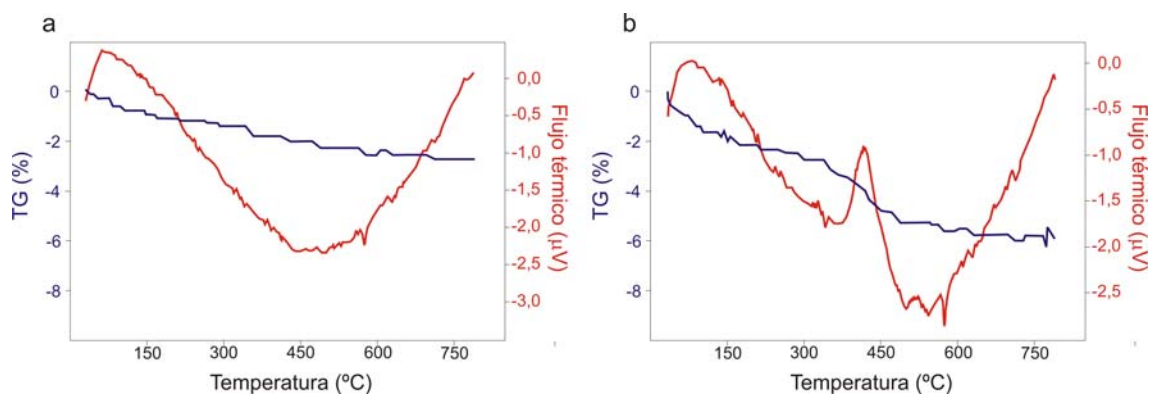 a
TG (%)
0
-2
-4
-6
-8
0,0
-0,5
-1,0
-1,5
-2,0
-2,5
-3,0
Flujo térmico (µV)
150 300 450 600 750
Temperatura (ºC)
b
TG (%)
0
-2
-4
-6
-8
0,0
-0,5
-1,0
-1,5
-2,0
-2,5
Flujo térmico (µV)
150 300 450 600 750
Temperatura (ºC)